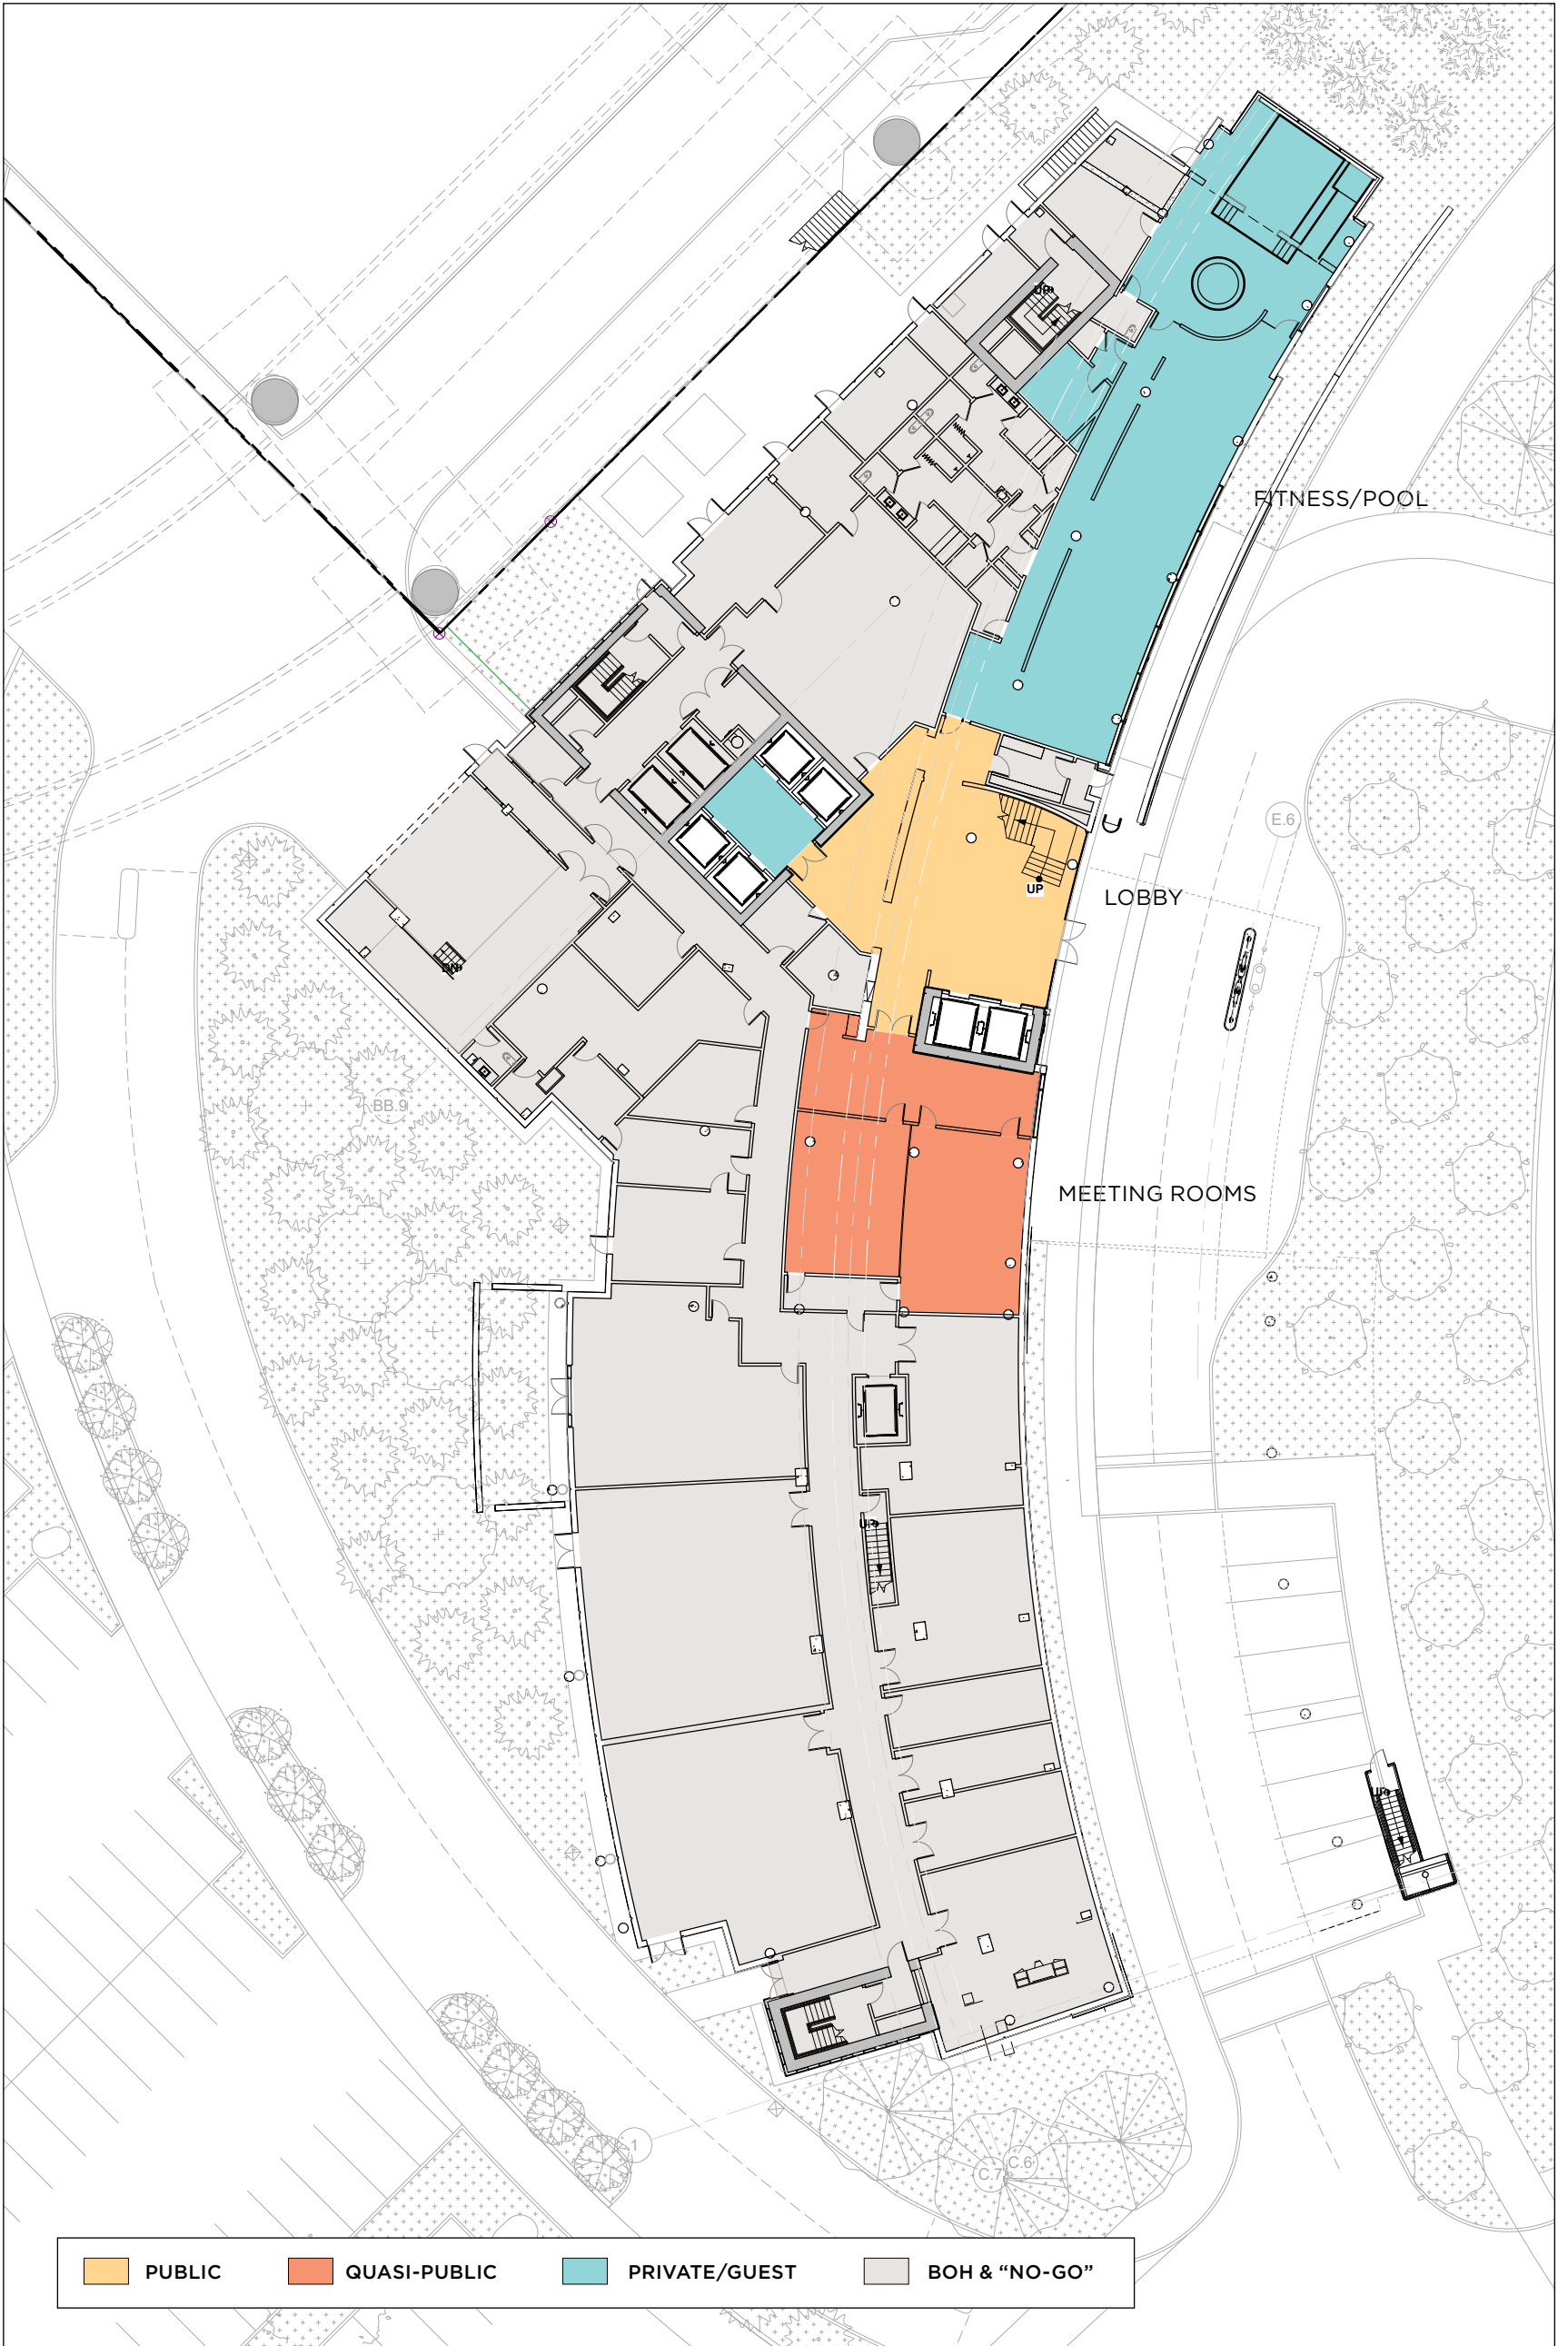 UP
FITNESS/POOL
E.6
D
UP
LOBBY
BB.9
MEETING ROOMS
UP
UP
1
C.7
C.6
PUBLIC
QUASI-PUBLIC
PRIVATE/GUEST
BOH & “NO-GO”